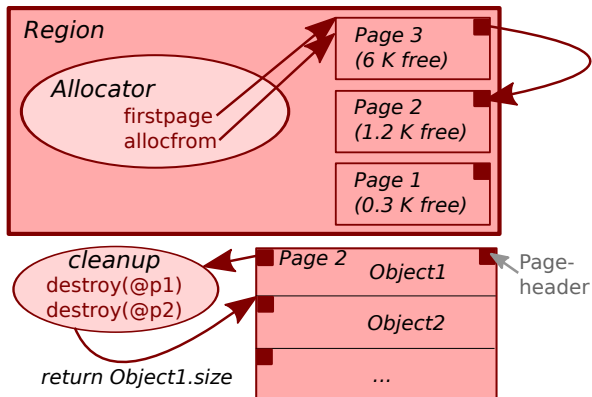 Region
Page 3
(6 K free)
Allocator
firstpage
allocfrom
Page 2
(1.2 K free)
Page 1
(0.3 K free)
cleanup
destroy(@p1)
destroy(@p2)
return Object1.size
Page 2
Object1
Object2
...
Page-
header